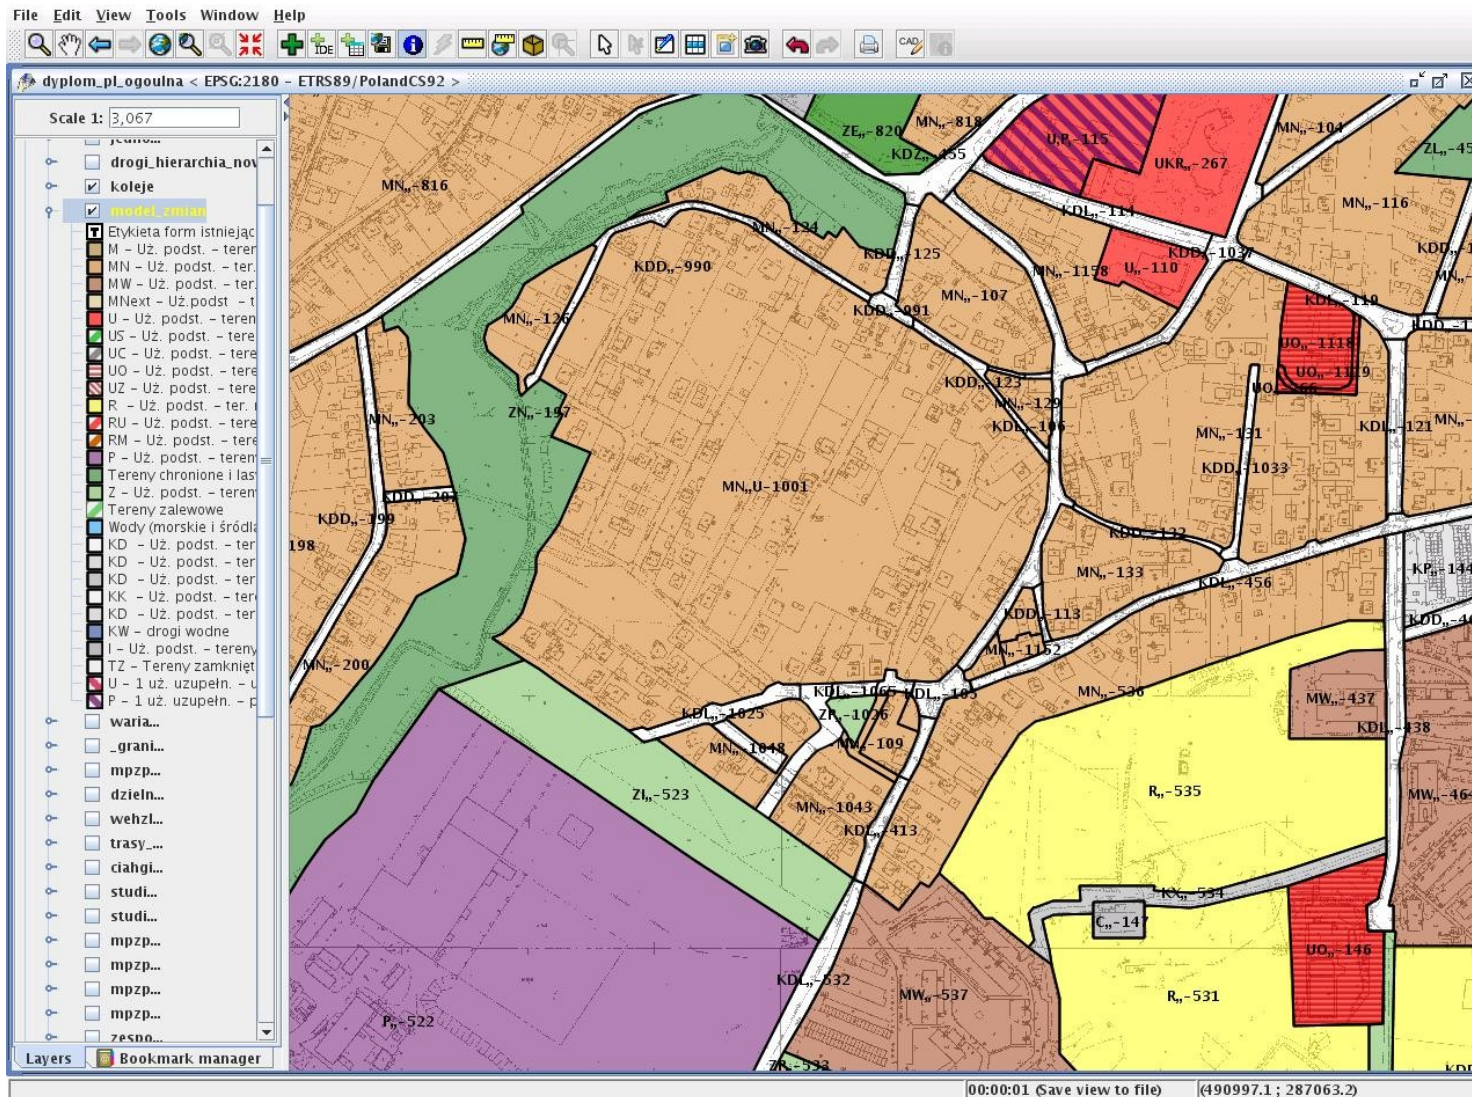 File Edit View Tools Window Help
dyplom_pl_ogoulna < EPSG:2180 - ETRS89/PolandCS92 >
Scale 1: 3,067
drogi_hierarchia_nov
koleje
model_zmian
Etykieta form istniejąc
M - Uż. podst. - terer
MN - Uż. podst. - ter.
MW - Uż. podst. - ter.
MNext - Uż.podst - t
U - Uż. podst. - teren
US - Uż. podst. - tere
UC - Uż. podst. - tere
UO - Uż. podst. - tere
UZ - Uż. podst. - tere
R - Uż. podst. - ter.
RU - Uż. podst. - tere
RM - Uż. podst. - tere
P - Uż. podst. - tereny
Tereny chronione i las
Z - Uż. podst. - tereny
Tereny zalewowe
Wody (morskie i śródla
KD - Uż. podst. - ter
KD - Uż. podst. - ter
KD - Uż. podst. - ter
KK - Uż. podst. - ter
KD - Uż. podst. - ter
KW - drogi wodne
I - Uż. podst. - tereny
TZ - Tereny zamknięt
U - 1 uż. uzupełn. - u
P - 1 uż. uzupełn. - p
waria...
_grani...
mpzp...
dzieln...
wehzl...
trasy_...
ciahgi...
studi...
studi...
mpzp...
mpzp...
mpzp...
mpzp...
zespo...
Layers Bookmark manager
ZE,,-820
MN,,-818
KDZ,,-455
U,P,-115
UKR,,-267
MN,,-104
ZL,,-45
MN,,-816
MN,,-116
KDL,,-114
MN,,-124
KDD,,-125
KDD,,-1037
KDD,,-990
MN,,-1158
U,,-110
MN,,-107
KDL,,-119
KDD,,-991
MN,,-126
UO,,-1118
UO,,-1119
KDD,,-123
MN,,-129
ZN,,-197
MN,,-203
KDL,,-106
KDL,,-121
MN,,-131
KDD,,-1033
MN,,U-1001
KDD,,-207
KDD,,-199
198
KDD,,-132
MN,,-133
KDL,,-456
KP,,-144
KDD,,-113
MN,,-1152
MN,,-200
MN,,-536
KDL,,-1065
KDL,,-105
KDL,,-1025
ZP,,-1026
MW,,-437
KDL,,-438
MN,,-1048
MN,,-109
ZI,,-523
R,,-535
MW,,-464
MN,,-1043
KDL,,-413
KX,,-534
C,,-147
UO,,-146
KDL,,-532
MW,,-537
R,,-531
P,,-522
ZP,,-533
00:00:01 (Save view to file) (490997.1 ; 287063.2)